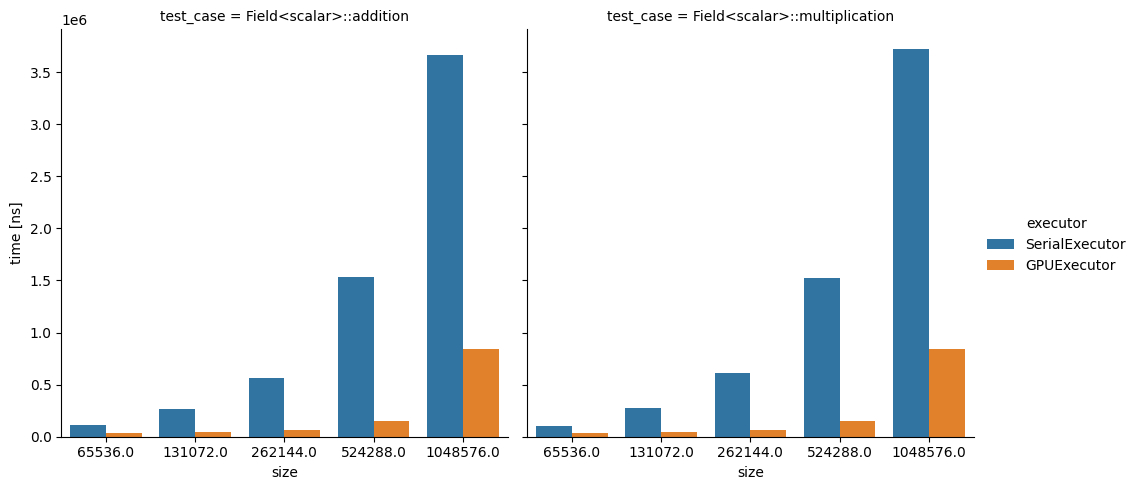 test_case = Field<scalar>::addition
test_case = Field<scalar>::multiplication
1e6
3.5
3.0
2.5
2.0
1.5
1.0
0.5
0.0
time [ns]
65536.0 131072.0 262144.0 524288.0 1048576.0
size
65536.0 131072.0 262144.0 524288.0 1048576.0
size
executor
SerialExecutor
GPUExecutor